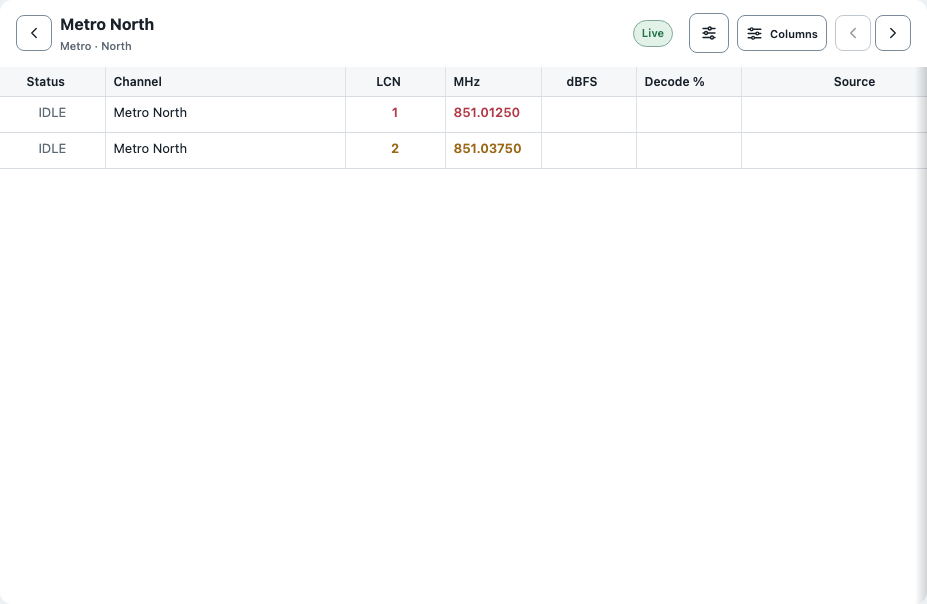 Metro North
Metro · North
Live
Columns
Status Channel LCN MHz dBFS Decode % Source
IDLE Metro North 1 851.01250
IDLE Metro North 2 851.03750